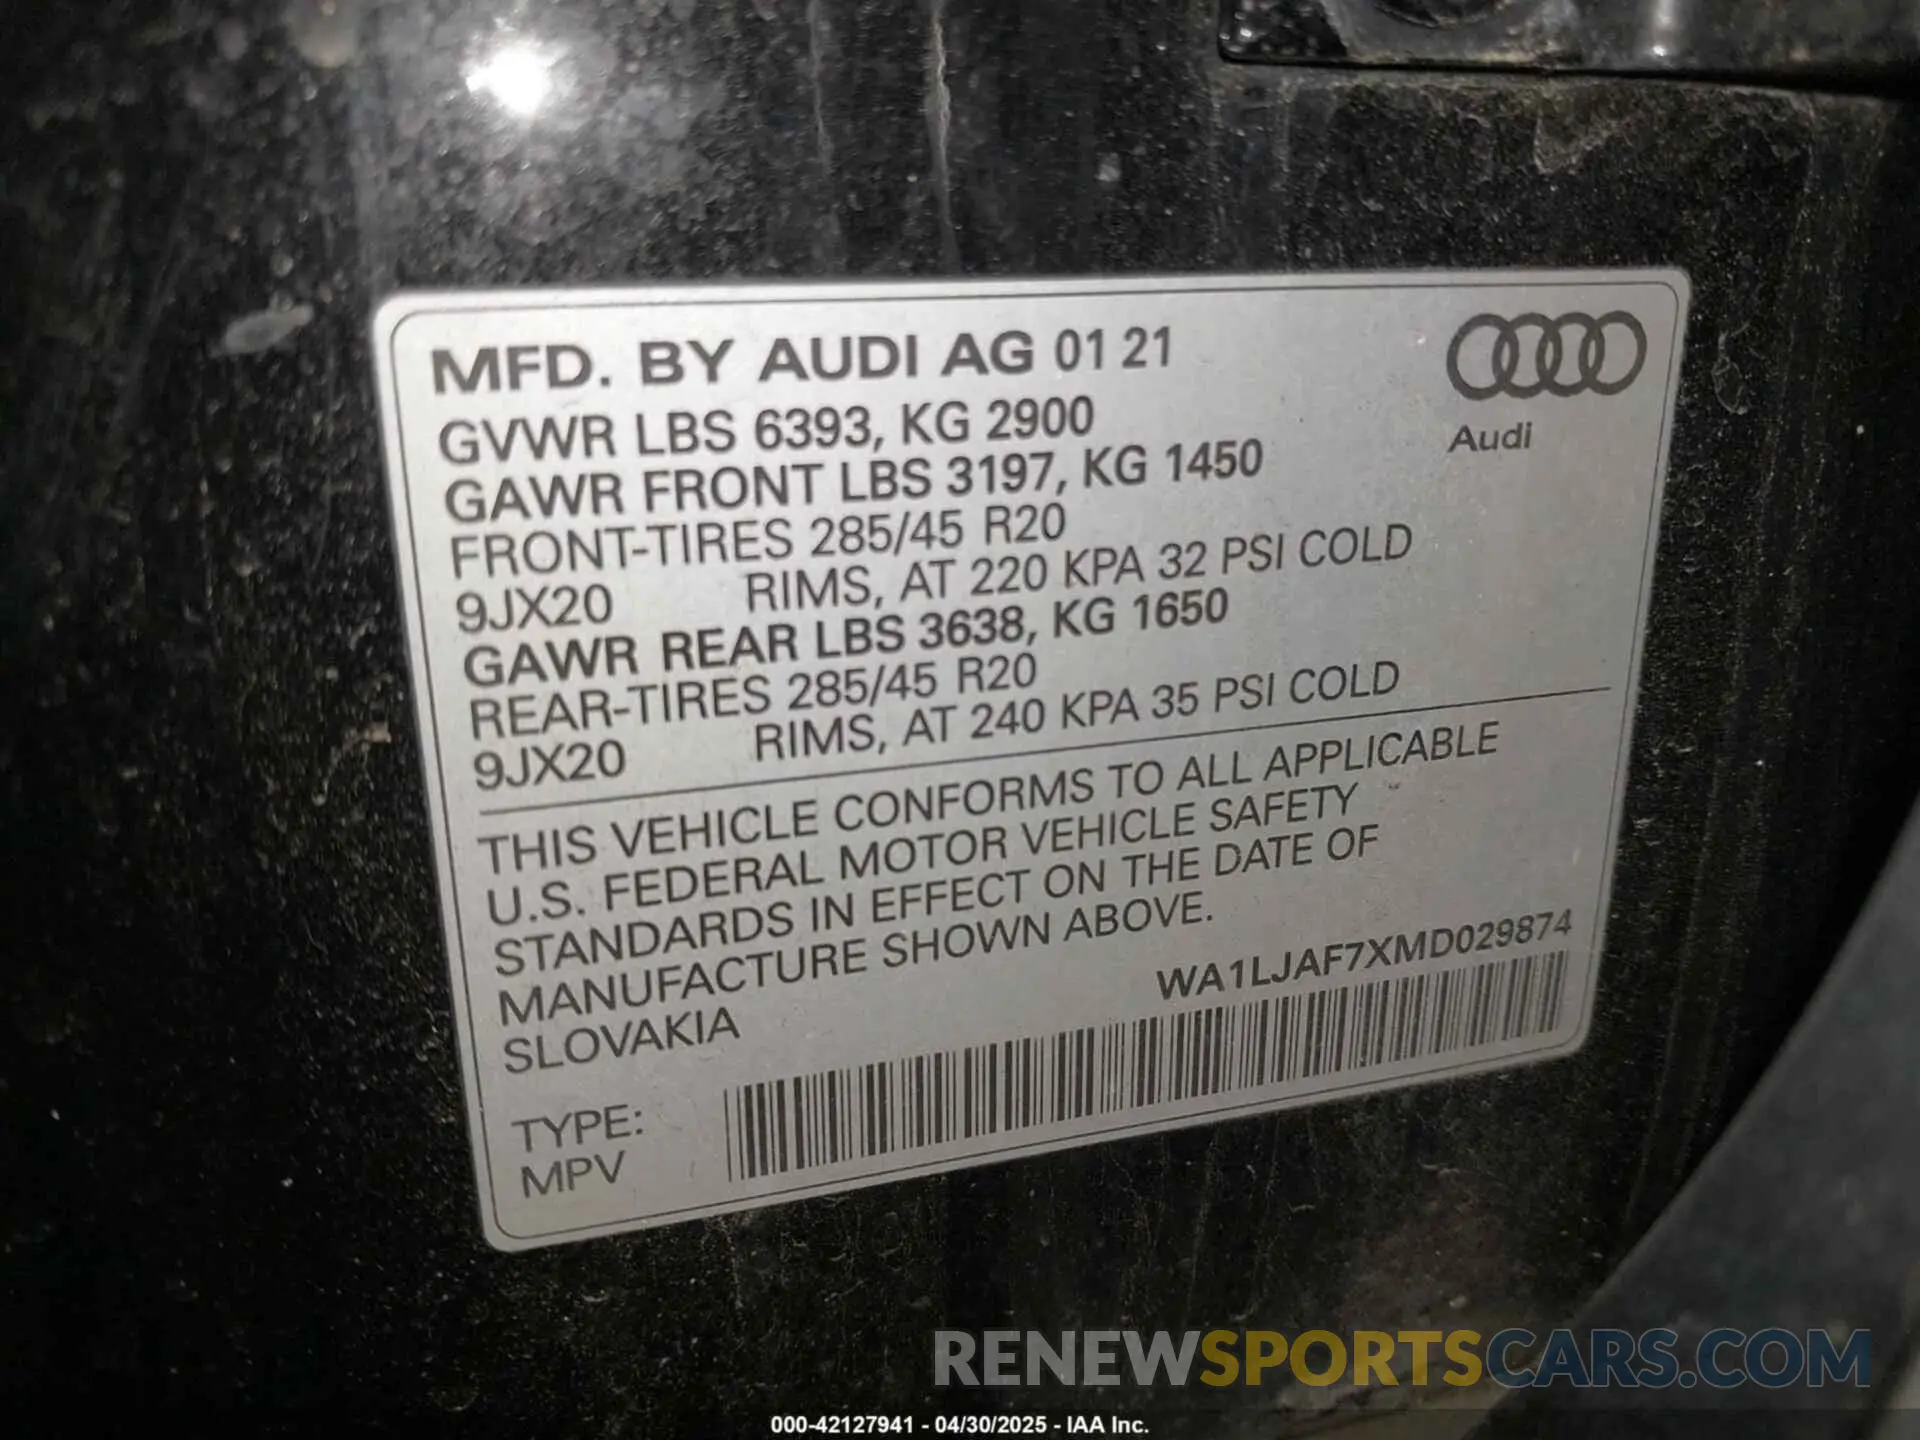 MFD. BY AUDI AG 01 21
Audi
GVWR LBS 6393, KG 2900
GAWR FRONT LBS 3197, KG 1450
FRONT-TIRES 285/45 R20
9JX20 RIMS, AT 220 KPA 32 PSI COLD
GAWR REAR LBS 3638, KG 1650
REAR-TIRES 285/45 R20
9JX20 RIMS, AT 240 KPA 35 PSI COLD
THIS VEHICLE CONFORMS TO ALL APPLICABLE
U.S. FEDERAL MOTOR VEHICLE SAFETY
STANDARDS IN EFFECT ON THE DATE OF
MANUFACTURE SHOWN ABOVE.
SLOVAKIA
WA1LJAF7XMD029874
TYPE:
MPV
RENEWSPORTSCARS.COM
000-42127941 - 04/30/2025 - IAA Inc.